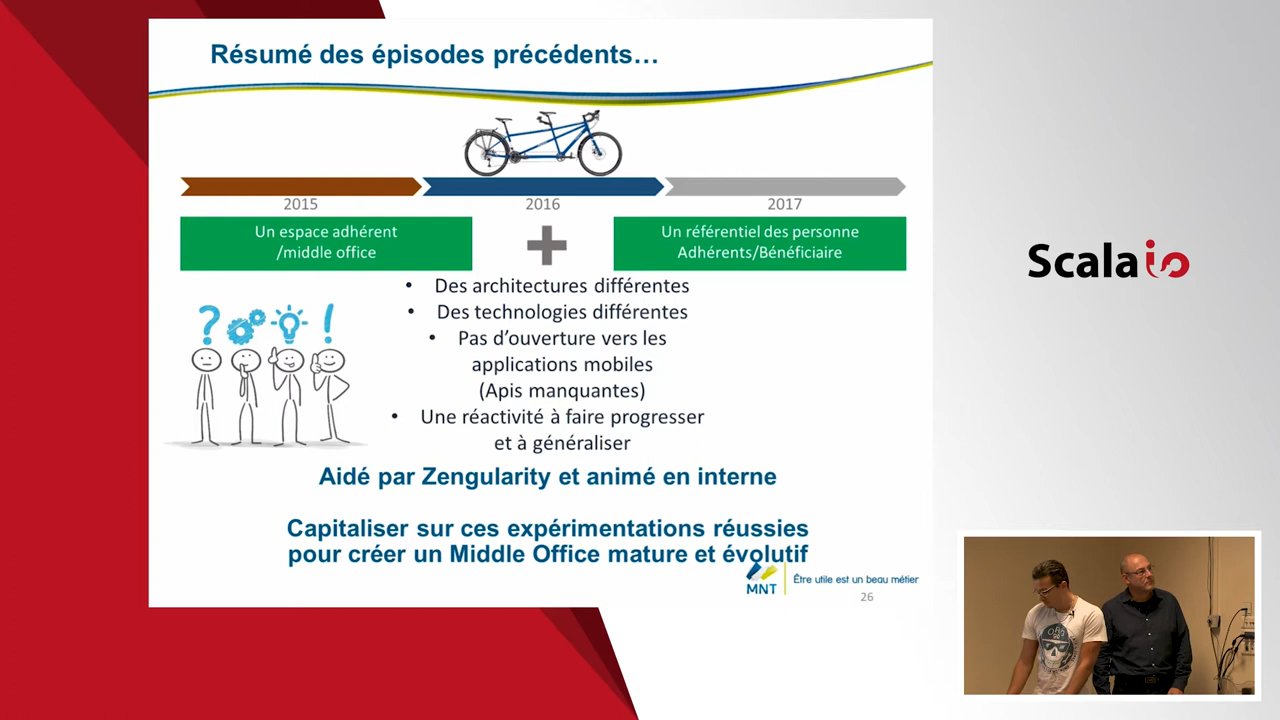 Résumé des épisodes précédents…
2015
2016
2017
Un espace adhérent
/middle office
Un référentiel des personne
Adhérents/Bénéficiaire
• Des architectures différentes
• Des technologies différentes
• Pas d’ouverture vers les
applications mobiles
(Apis manquantes)
• Une réactivité à faire progresser
et à généraliser
Aidé par Zengularity et animé en interne
Capitaliser sur ces expérimentations réussies
pour créer un Middle Office mature et évolutif
MNT
Être utile est un beau métier
26
Scala io